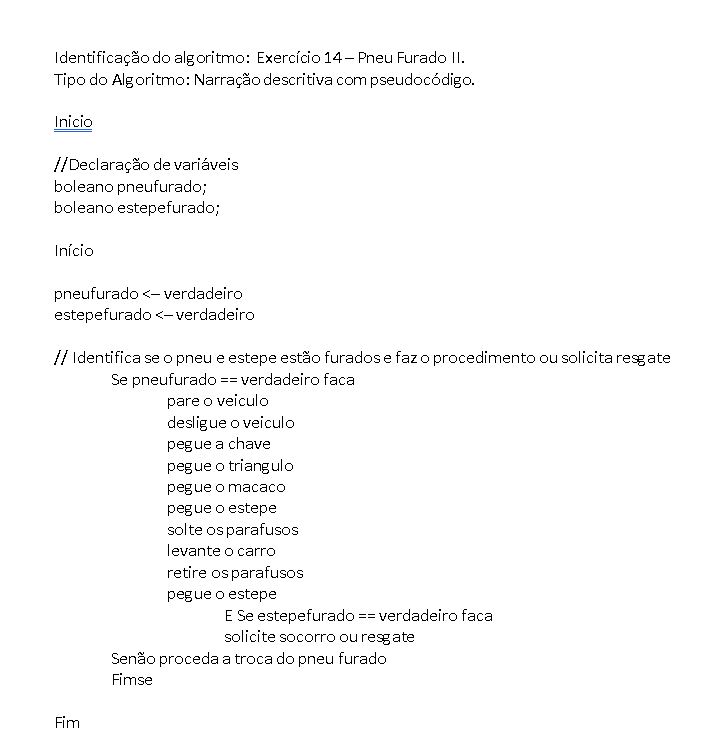 Identificação do algoritmo: Exercício 14 – Pneu Furado II.
Tipo do Algoritmo: Narração descritiva com pseudocódigo.
Inicio
//Declaração de variáveis
boleano pneufurado;
boleano estepefurado;
Início
pneufurado <– verdadeiro
estepefurado <– verdadeiro
// Identifica se o pneu e estepe estão furados e faz o procedimento ou solicita resgate
Se pneufurado == verdadeiro faca
pare o veiculo
desligue o veiculo
pegue a chave
pegue o triangulo
pegue o macaco
pegue o estepe
solte os parafusos
levante o carro
retire os parafusos
pegue o estepe
E Se estepefurado == verdadeiro faca
solicite socorro ou resgate
Senão proceda a troca do pneu furado
Fimse
Fim